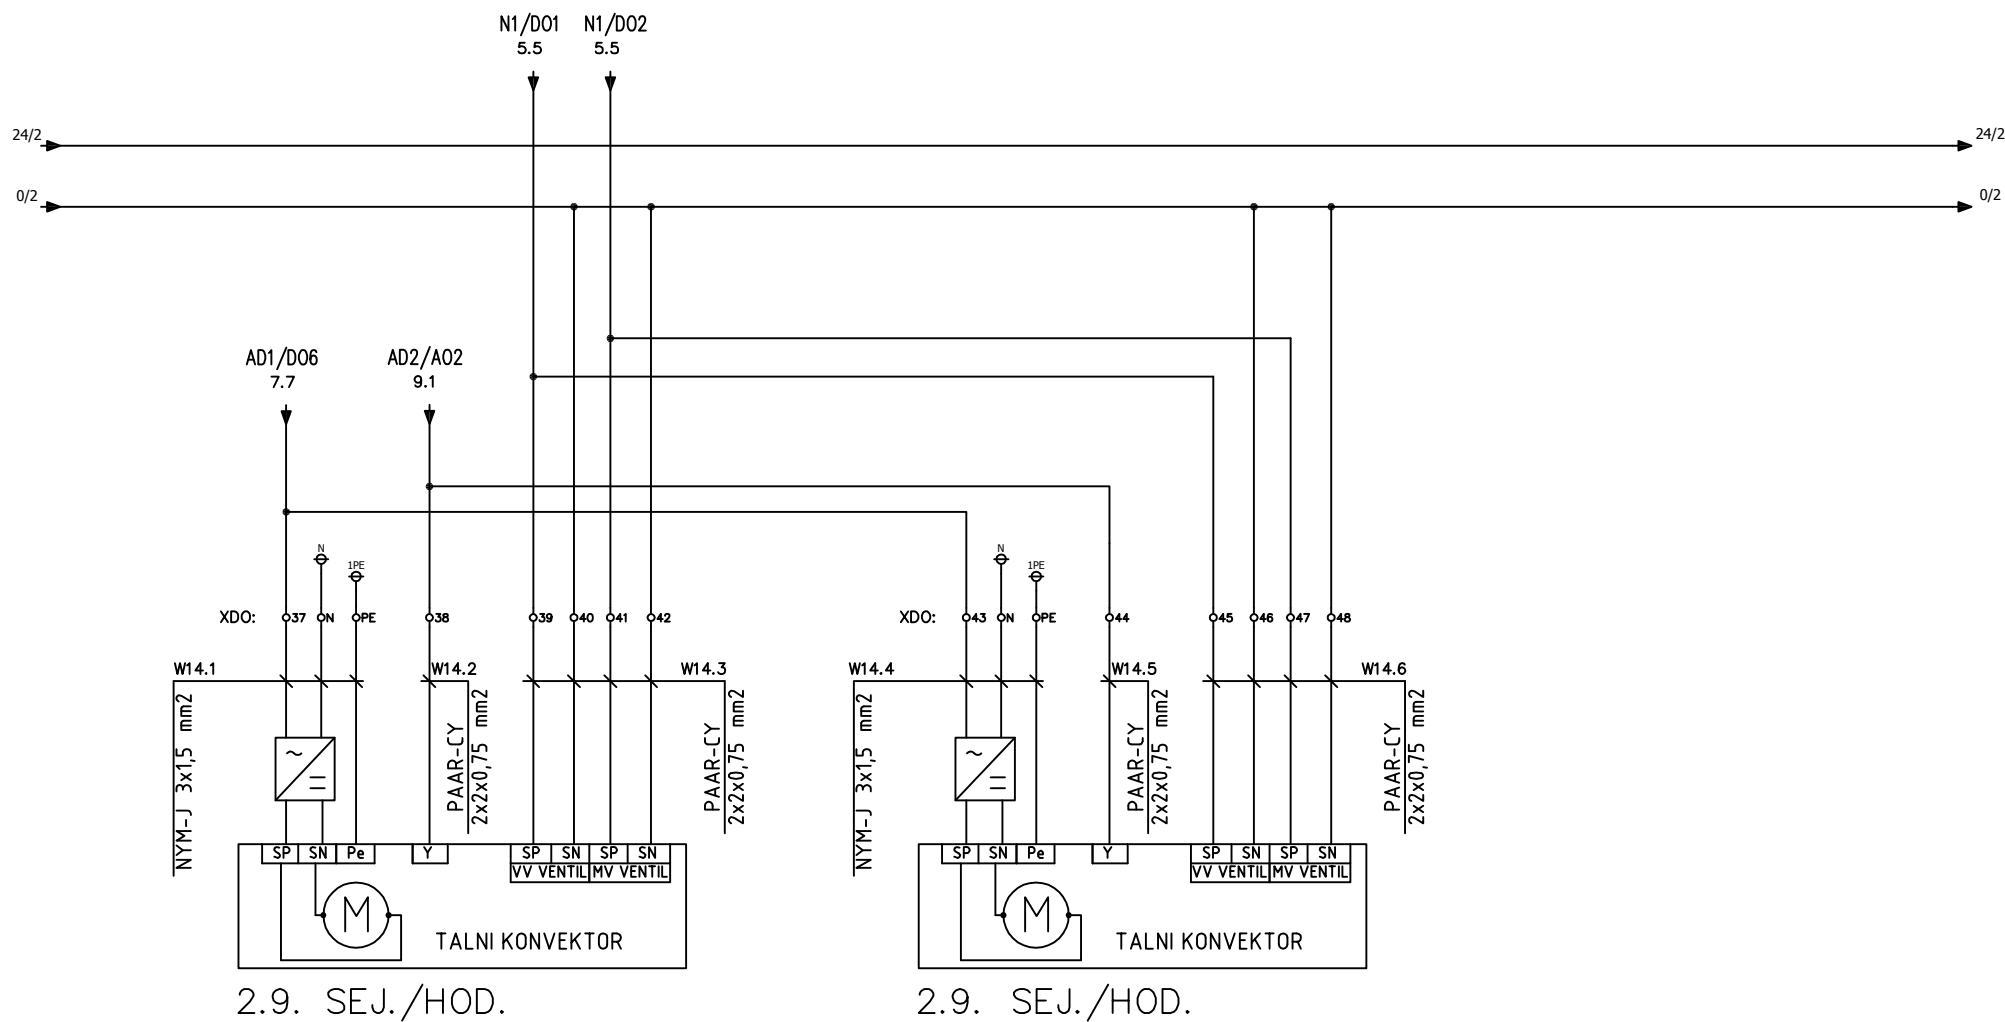 N1/DO1 N1/DO2
5.5 5.5
24/2 24/2
0/2 0/2
AD1/DO6 AD2/AO2
7.7 9.1
N N
1PE 1PE
XDO: 37 N PE 38 39 40 41 42 XDO: 43 N PE 44 45 46 47 48
W14.1 W14.2 W14.3 W14.4 W14.5 W14.6
NYM-J 3x1,5 mm2
PAAR-CY
2x2x0,75 mm2
PAAR-CY
2x2x0,75 mm2
NYM-J 3x1,5 mm2
PAAR-CY
2x2x0,75 mm2
PAAR-CY
2x2x0,75 mm2
~ ~
SP SN Pe Y SP SN SP SN SP SN Pe Y SP SN SP SN
VV VENTIL MV VENTIL VV VENTIL MV VENTIL
M M
TALNI KONVEKTOR TALNI KONVEKTOR
2.9. SEJ./HOD. 2.9. SEJ./HOD.